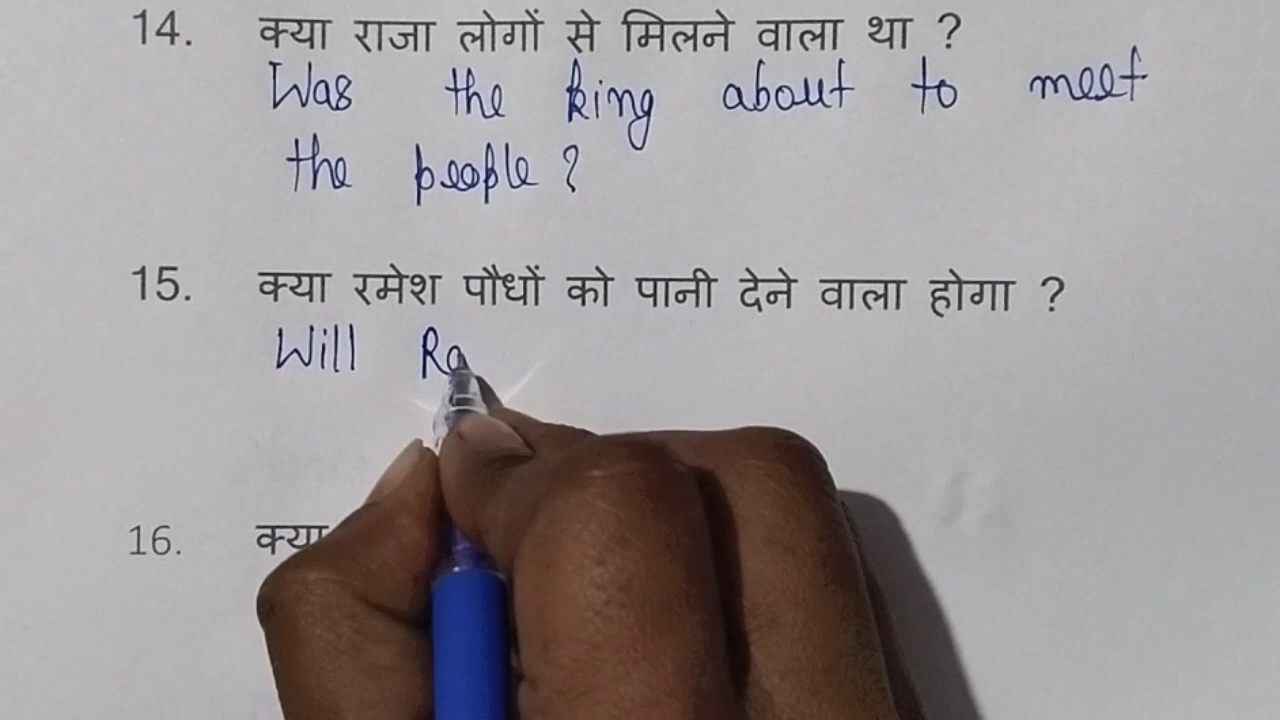 14. क्या राजा लोगों से मिलने वाला था ?
Was the king about to meet
the people ?
15. क्या रमेश पौधों को पानी देने वाला होगा ?
Will Ra
16. क्या